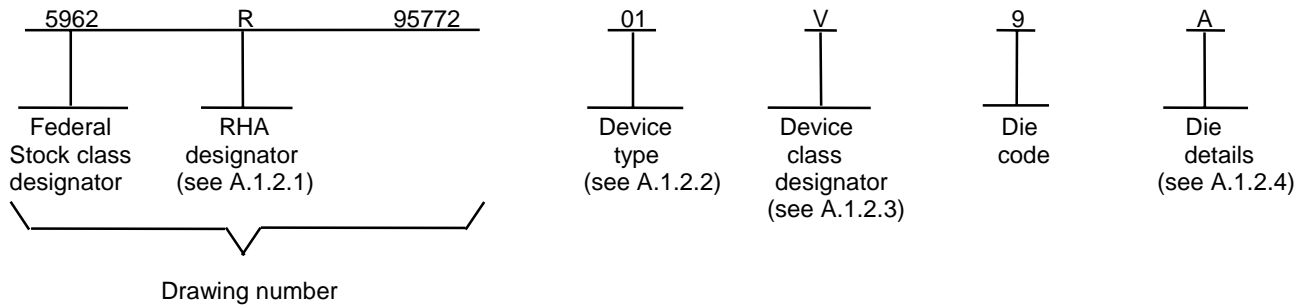 5962 R 95772 01 V 9 A
Federal Stock class designator
RHA designator (see A.1.2.1)
Device type (see A.1.2.2)
Device class designator (see A.1.2.3)
Die code
Die details (see A.1.2.4)
Drawing number